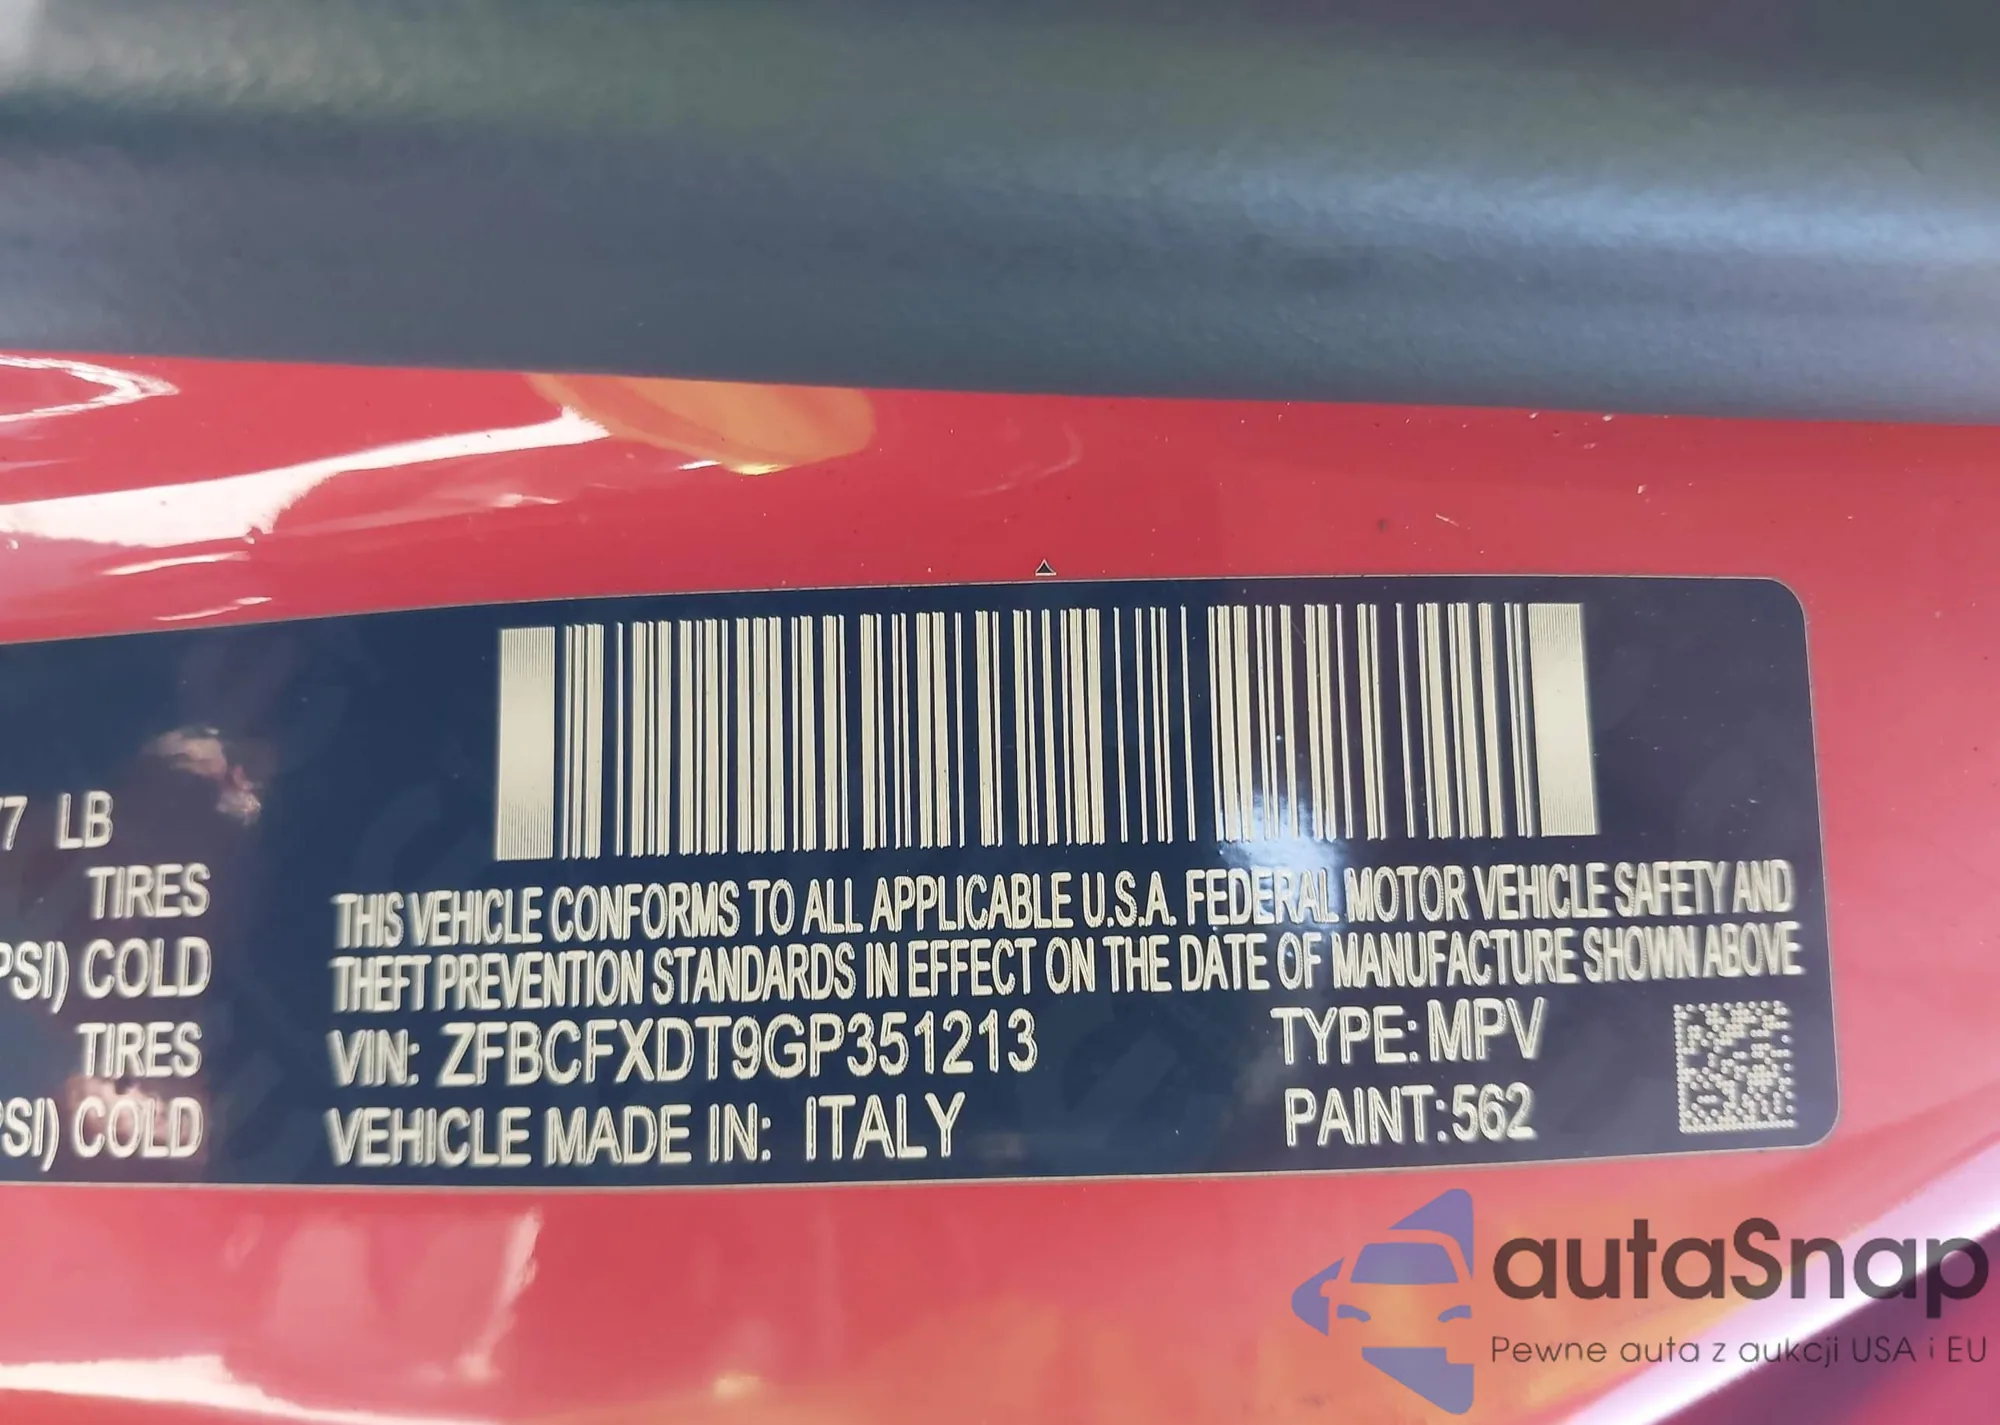 77 LB
TIRES
PSI) COLD
TIRES
PSI) COLD
THIS VEHICLE CONFORMS TO ALL APPLICABLE U.S.A. FEDERAL MOTOR VEHICLE SAFETY AND
THEFT PREVENTION STANDARDS IN EFFECT ON THE DATE OF MANUFACTURE SHOWN ABOVE
VIN: ZFBCFXDT9GP351213 TYPE: MPV
VEHICLE MADE IN: ITALY PAINT: 562
autaSnap
Pewne auta z aukcji USA i EU